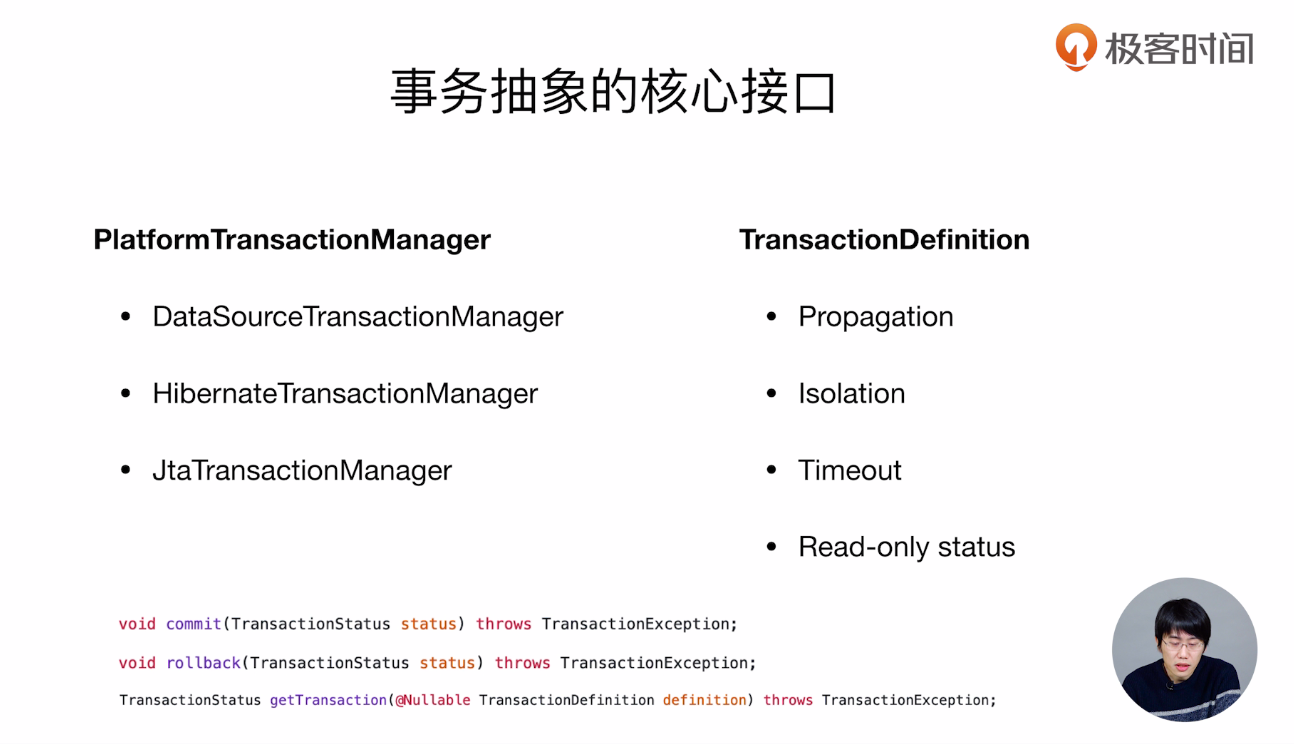 极客时间
事务抽象的核心接口
PlatformTransactionManager
• DataSourceTransactionManager
• HibernateTransactionManager
• JtaTransactionManager
TransactionDefinition
• Propagation
• Isolation
• Timeout
• Read-only status
void commit(TransactionStatus status) throws TransactionException;
void rollback(TransactionStatus status) throws TransactionException;
TransactionStatus getTransaction(@Nullable TransactionDefinition definition) throws TransactionException;